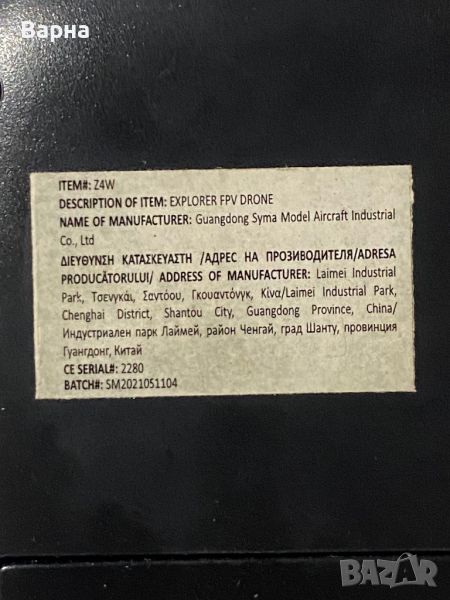 Варна
ITEM#: Z4W
DESCRIPTION OF ITEM: EXPLORER FPV DRONE
NAME OF MANUFACTURER: Guangdong Syma Model Aircraft Industrial
Co., Ltd
ΔΙΕΥΘΥΝΣΗ ΚΑΤΑΣΚΕΥΑΣΤΗ /АДРЕС НА ПРОЗИВОДИТЕЛЯ/ADRESA
PRODUCĂTORULUI/ ADDRESS OF MANUFACTURER: Laimei Industrial
Park, Τσενγκάι, Σαντόου, Γκουαντόνγκ, Κίνα/Laimei Industrial Park,
Chenghai District, Shantou City, Guangdong Province, China/
Индустриален парк Лаймей, район Ченгай, град Шанту, провинция
Гуангдонг, Китай
CE SERIAL#: 2280
BATCH#: SM2021051104
BAZAR